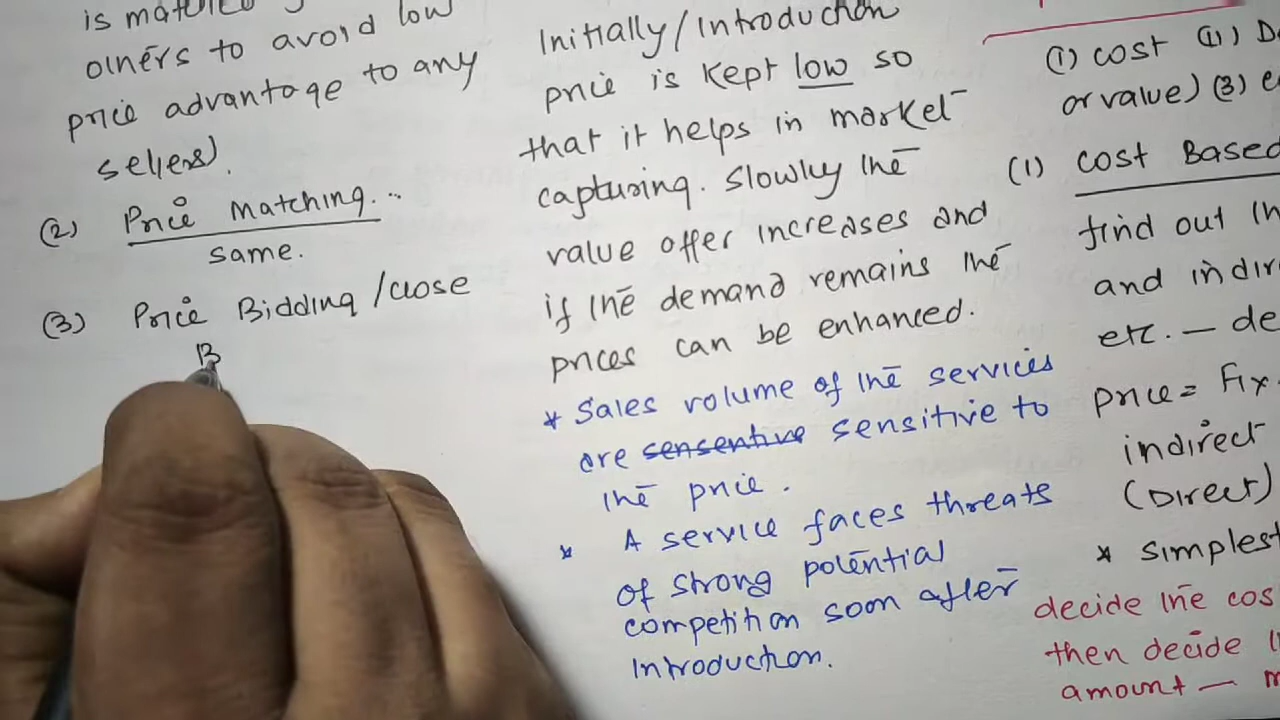 is
others to avoid low
price advantage to any
sellers).
(2) Price Matching. ..
same.
(3) Price Bidding / close
B
Initially/Introduction
price is kept low so
that it helps in market
capturing. Slowly the
value offer increases and
if the demand remains the
prices can be enhanced.
* Sales volume of the services
are sensentive sensitive to
the price.
* A service faces threats
of strong potential
competition soon after
Introduction.
(1) cost (11)
or value) (3)
(1) cost Based
find out
and
etc. — de
price = Fix
indirect
(Direct)
* simplest
decide the cos
then decide
amount —